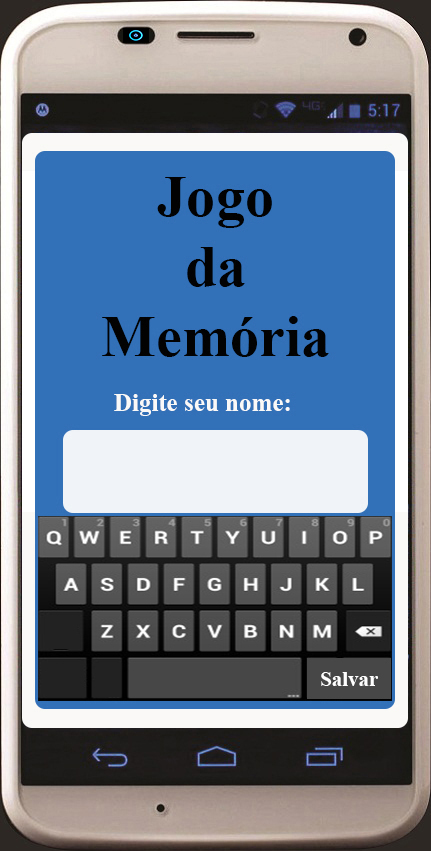 4G 5:17
Jogo
da
Memória
Digite seu nome:
1 2 3 4 5 6 7 8 9 0
Q W E R T Y U I O P
A S D F G H J K L
Z X C V B N M
... Salvar